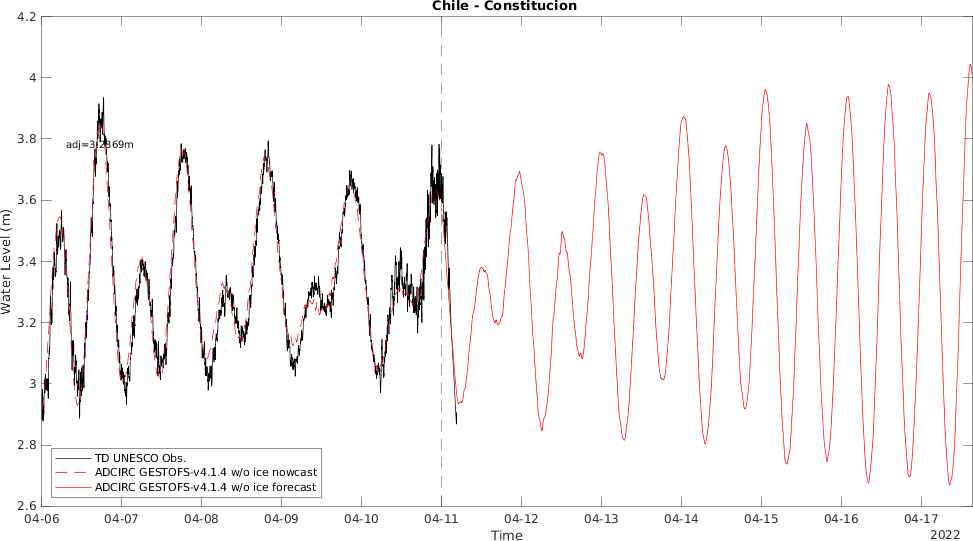 Chile - Constitucion
4.2
4
3.8
3.6
3.4
3.2
3
2.8
2.6
Water Level (m)
adj=3.2369m
TD UNESCO Obs.
ADCIRC GESTOFS-v4.1.4 w/o ice nowcast
ADCIRC GESTOFS-v4.1.4 w/o ice forecast
04-06 04-07 04-08 04-09 04-10 04-11 04-12 04-13 04-14 04-15 04-16 04-17
Time
2022